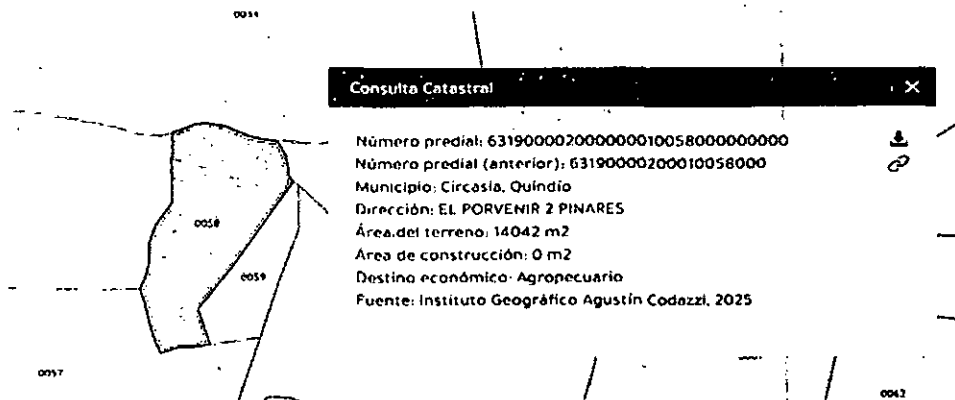 0054
Consulta Catastral
Número predial: 631900002000000010058000000000
Número predial (anterior): 63190000200010058000
Municipio: Circasia, Quindío
Dirección: EL PORVENIR 2 PINARES
Área del terreno: 14042 m2
Área de construcción: 0 m2
Destino económico: Agropecuario
Fuente: Instituto Geográfico Agustín Codazzi, 2025
0058
0059
0057
0042